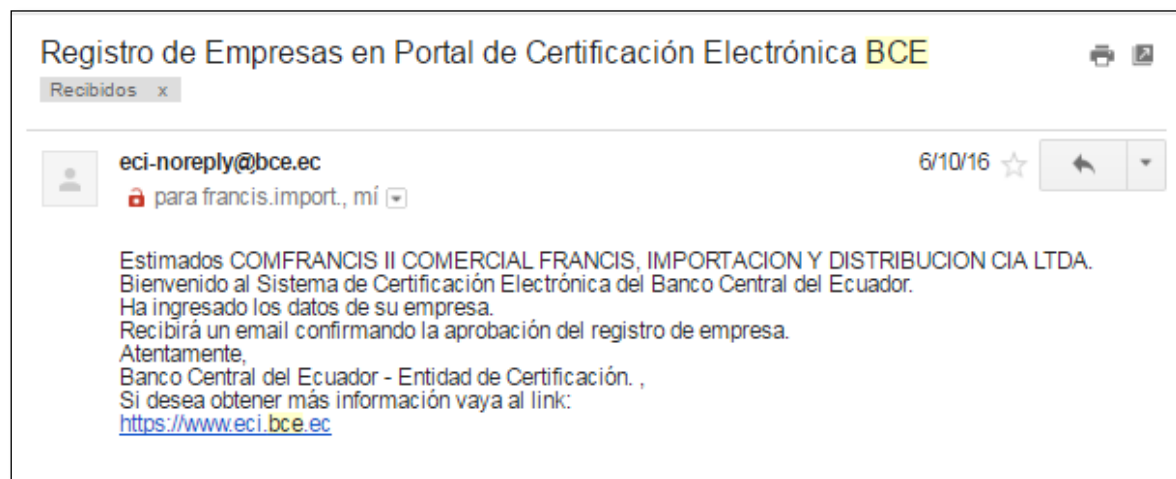 Registro de Empresas en Portal de Certificación Electrónica BCE
Recibidos x
eci-noreply@bce.ec
6/10/16
para francis.import., mí
Estimados COMFRANCIS II COMERCIAL FRANCIS, IMPORTACION Y DISTRIBUCION CIA LTDA.
Bienvenido al Sistema de Certificación Electrónica del Banco Central del Ecuador.
Ha ingresado los datos de su empresa.
Recibirá un email confirmando la aprobación del registro de empresa.
Atentamente,
Banco Central del Ecuador - Entidad de Certificación. ,
Si desea obtener más información vaya al link:
https://www.eci.bce.ec